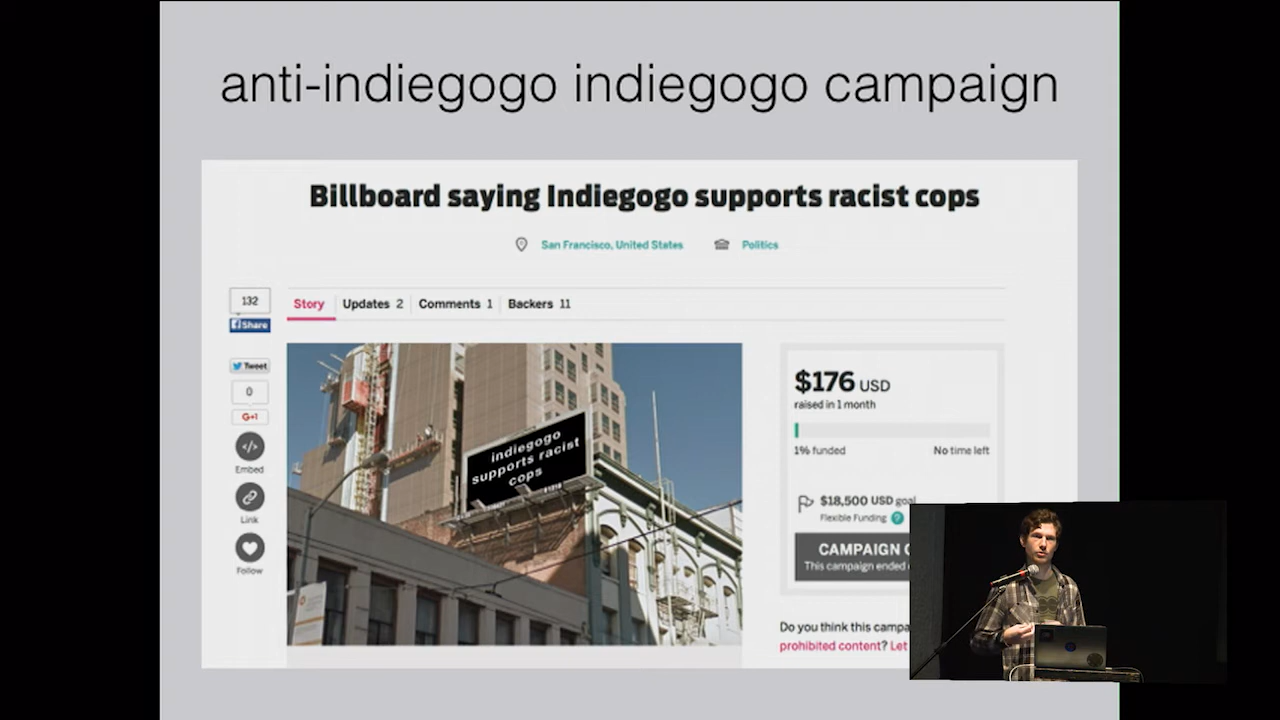 anti-indiegogo indiegogo campaign
Billboard saying Indiegogo supports racist cops
San Francisco, United States Politics
132
Share
Story Updates 2 Comments 1 Backers 11
Tweet
0
G+1
Embed
Link
Follow
indiegogo
supports racist
cops
$176 USD
raised in 1 month
1% funded No time left
$18,500 USD goal
Flexible Funding ?
CAMPAIGN
This campaign ended
Do you think this
prohibited content? Let